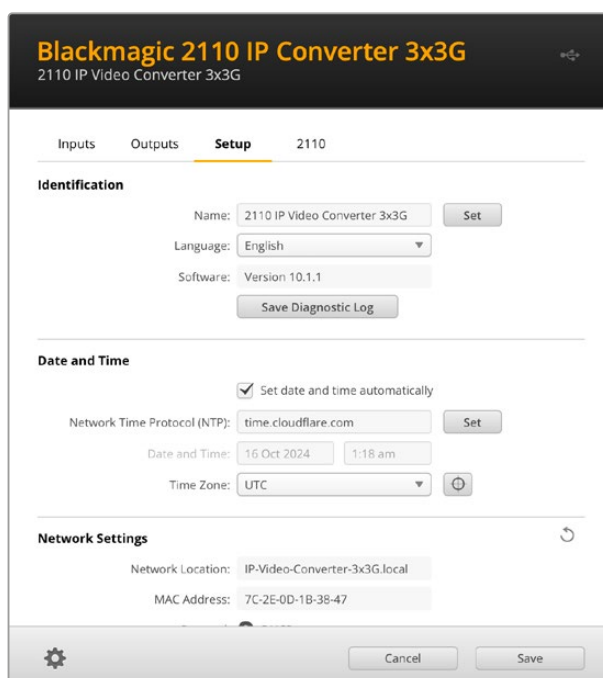 Blackmagic 2110 IP Converter 3x3G
2110 IP Video Converter 3x3G
Inputs Outputs Setup 2110
Identification
Name: 2110 IP Video Converter 3x3G Set
Language: English
Software: Version 10.1.1
Save Diagnostic Log
Date and Time
Set date and time automatically
Network Time Protocol (NTP): time.cloudflare.com Set
Date and Time: 16 Oct 2024 1:18 am
Time Zone: UTC
Network Settings
Network Location: IP-Video-Converter-3x3G.local
MAC Address: 7C-2E-0D-1B-38-47
Cancel Save